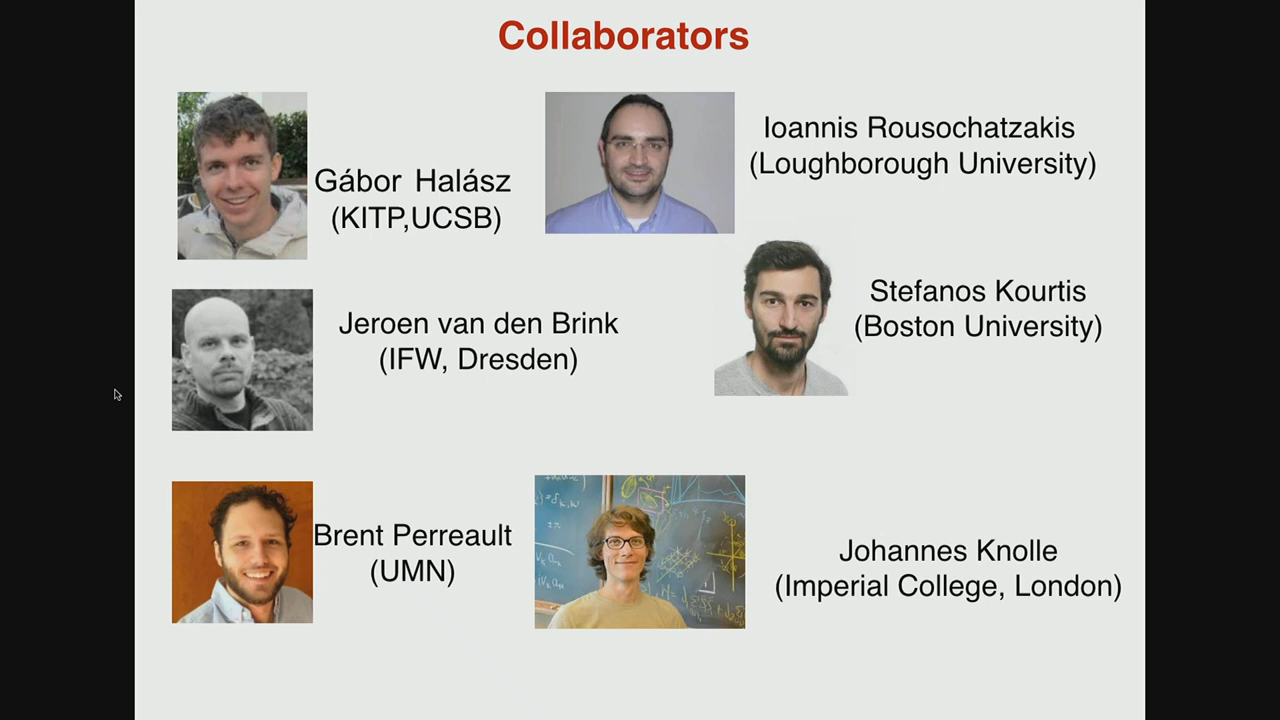 Collaborators
Gábor Halász
(KITP,UCSB)
Ioannis Rousochatzakis
(Loughborough University)
Jeroen van den Brink
(IFW, Dresden)
Stefanos Kourtis
(Boston University)
Brent Perreault
(UMN)
Johannes Knolle
(Imperial College, London)